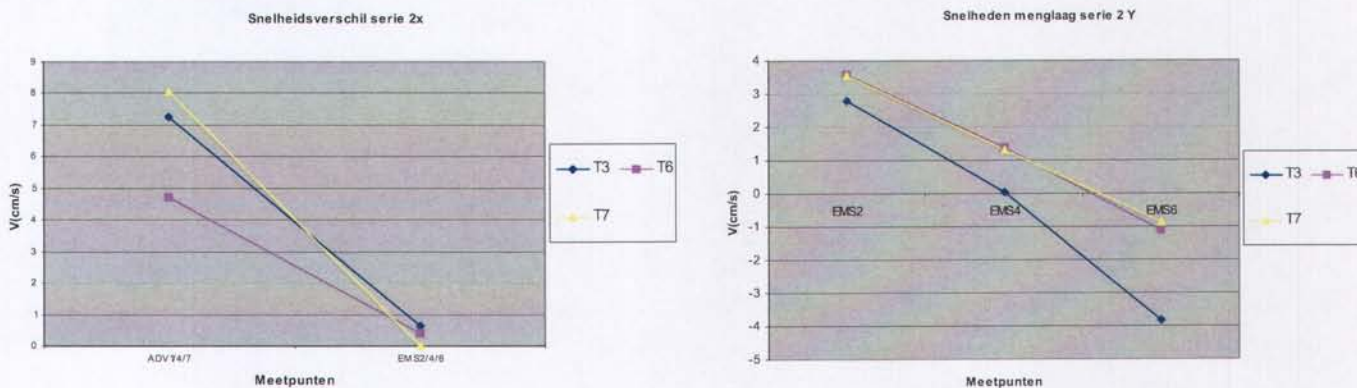 Snelheidsverschil serie 2x
V(cm/s)
9
8
7
6
5
4
3
2
1
0
ADV1/4/7 EMS2/4/6
Meetpunten
T3 T6
T7
Snelheden menglaag serie 2 Y
V(cm/s)
4
3
2
1
0
-1
-2
-3
-4
-5
EMS2 EMS4 EMS6
Meetpunten
T3 T6
T7